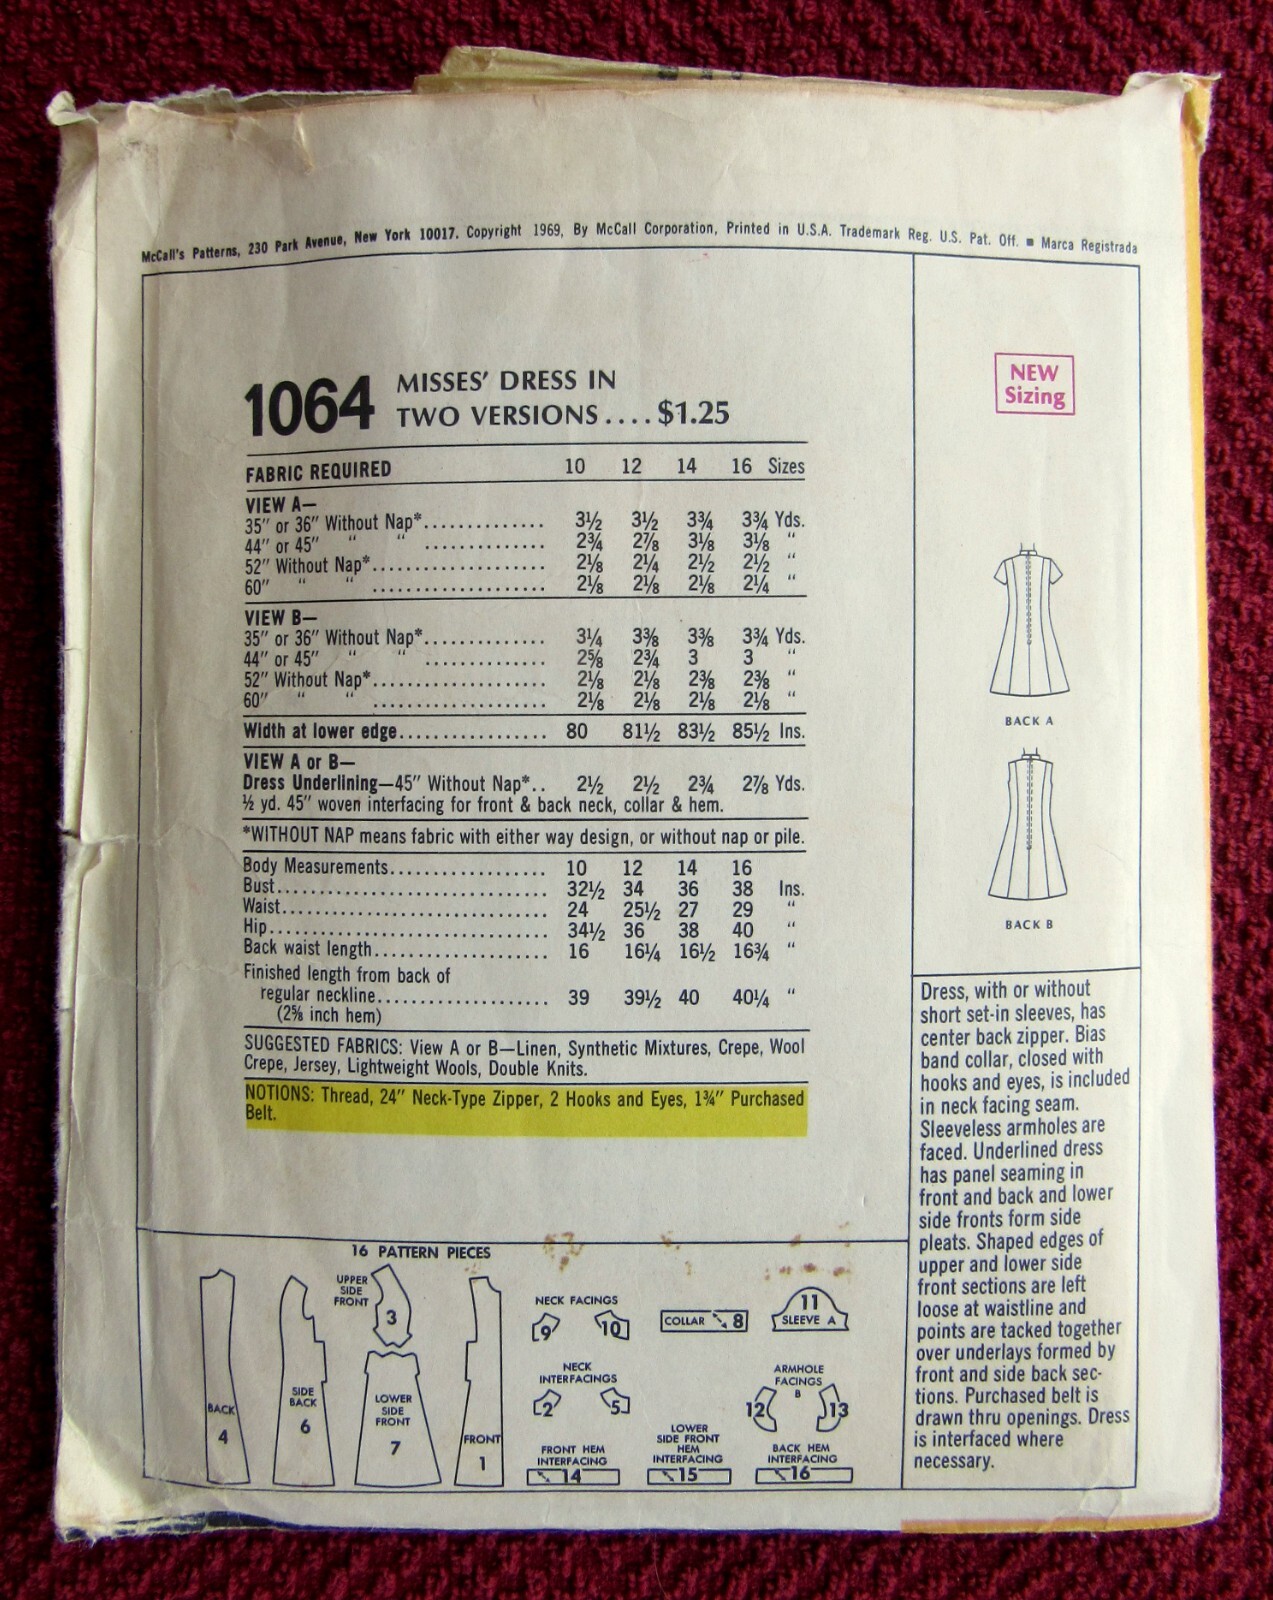 McCall's Patterns, 230 Park Avenue, New York 10017. Copyright 1969, By McCall Corporation, Printed in U.S.A. Trademark Reg. U.S. Pat. Off. ■ Marca Registrada
1064 MISSES' DRESS IN
TWO VERSIONS....$1.25
FABRIC REQUIRED 10 12 14 16 Sizes
VIEW A—
35" or 36" Without Nap*.............. 3½ 3½ 3¾ 3¾ Yds.
44" or 45" " " .............. 2¾ 2⅞ 3⅛ 3⅛ "
52" Without Nap*.................... 2⅛ 2¼ 2½ 2½ "
60" " " .................... 2⅛ 2⅛ 2⅛ 2¼ "
VIEW B—
35" or 36" Without Nap*.............. 3¼ 3⅜ 3⅜ 3¾ Yds.
44" or 45" " " .............. 2⅝ 2¾ 3 3 "
52" Without Nap*.................... 2⅛ 2⅛ 2⅜ 2⅜ "
60" " " .................... 2⅛ 2⅛ 2⅛ 2⅛ "
Width at lower edge................. 80 81½ 83½ 85½ Ins.
VIEW A or B—
Dress Underlining—45" Without Nap*.. 2½ 2½ 2¾ 2⅞ Yds.
½ yd. 45" woven interfacing for front & back neck, collar & hem.
*WITHOUT NAP means fabric with either way design, or without nap or pile.
Body Measurements.................. 10 12 14 16
Bust............................... 32½ 34 36 38 Ins.
Waist.............................. 24 25½ 27 29 "
Hip................................ 34½ 36 38 40 "
Back waist length.................. 16 16¼ 16½ 16¾ "
Finished length from back of
regular neckline.................... 39 39½ 40 40¼ "
(2⅝ inch hem)
SUGGESTED FABRICS: View A or B—Linen, Synthetic Mixtures, Crepe, Wool
Crepe, Jersey, Lightweight Wools, Double Knits.
NOTIONS: Thread, 24" Neck-Type Zipper, 2 Hooks and Eyes, 1¾" Purchased
Belt.
NEW
Sizing
BACK A
BACK B
Dress, with or without
short set-in sleeves, has
center back zipper. Bias
band collar, closed with
hooks and eyes, is included
in neck facing seam.
Sleeveless armholes are
faced. Underlined dress
has panel seaming in
front and back and lower
side fronts form side
pleats. Shaped edges of
upper and lower side
front sections are left
loose at waistline and
points are tacked together
over underlays formed by
front and side back sec-
tions. Purchased belt is
drawn thru openings. Dress
is interfaced where
necessary.
16 PATTERN PIECES
BACK
4
SIDE
BACK
6
UPPER
SIDE
FRONT
3
LOWER
SIDE
FRONT
7
FRONT
1
NECK FACINGS
9 10
COLLAR 8
11
SLEEVE A
NECK
INTERFACINGS
2 5
ARMHOLE
FACINGS
B
12 13
FRONT HEM
INTERFACING
14
LOWER
SIDE FRONT
HEM
INTERFACING
15
BACK HEM
INTERFACING
16